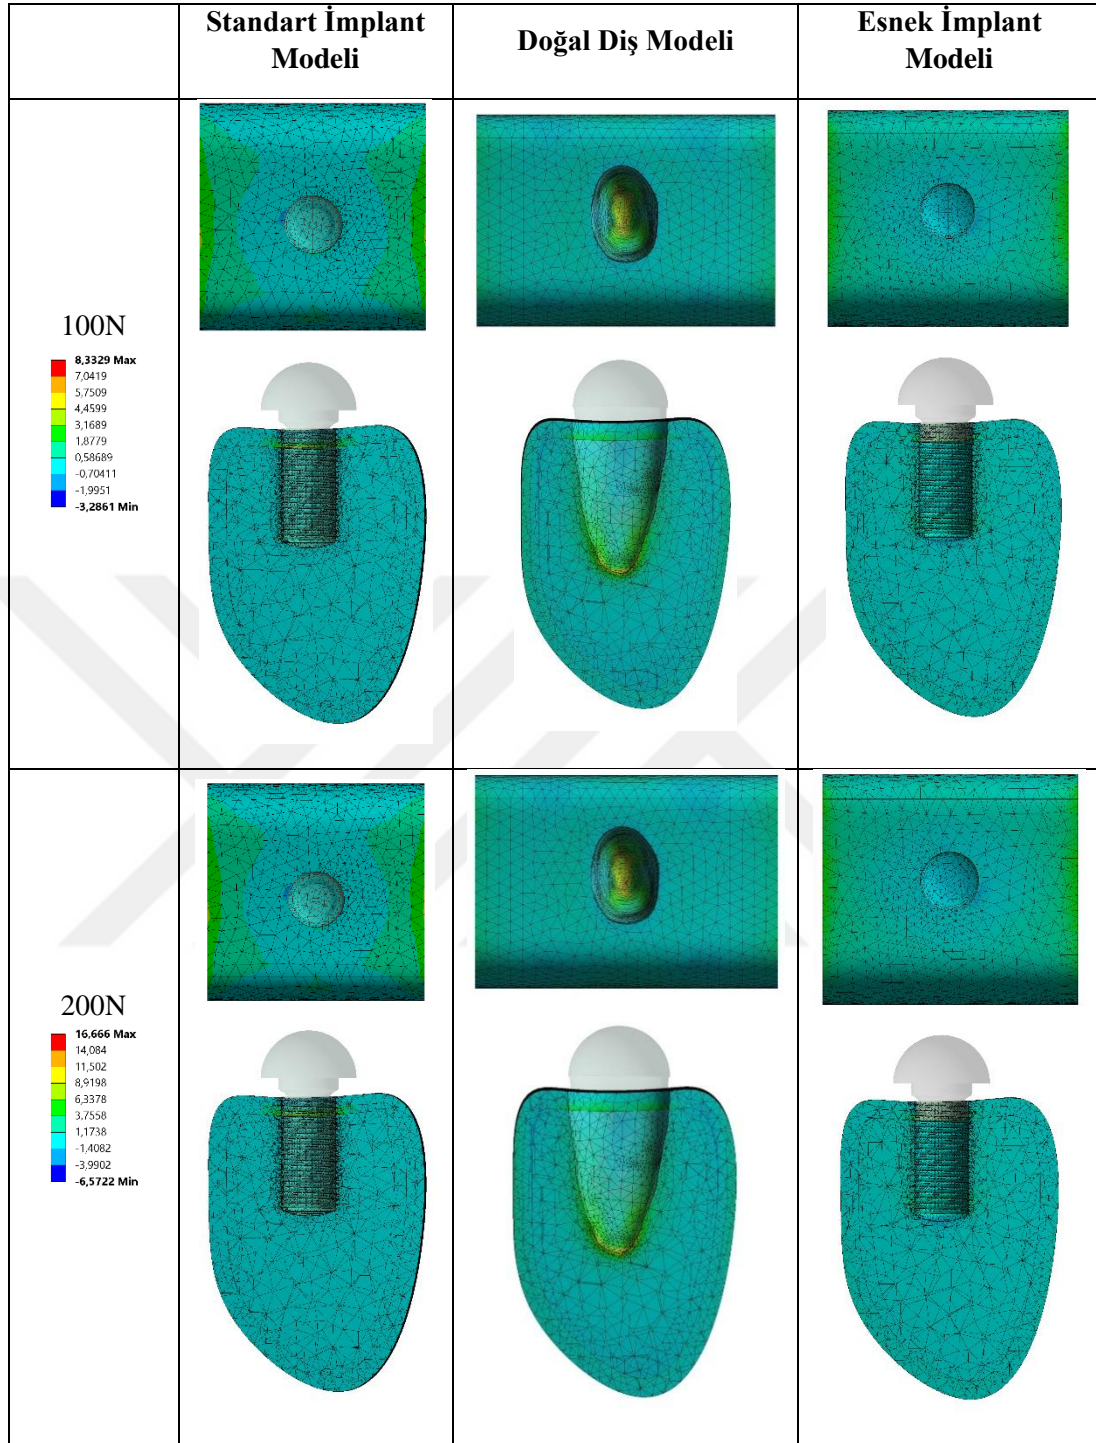 Standart İmplant
Modeli
Doğal Diş Modeli
Esnek İmplant
Modeli
100N
8,3329 Max
7,0419
5,7509
4,4599
3,1689
1,8779
0,58689
-0,70411
-1,9951
-3,2861 Min
200N
16,666 Max
14,084
11,502
8,9198
6,3378
3,7558
1,1738
-1,4082
-3,9902
-6,5722 Min